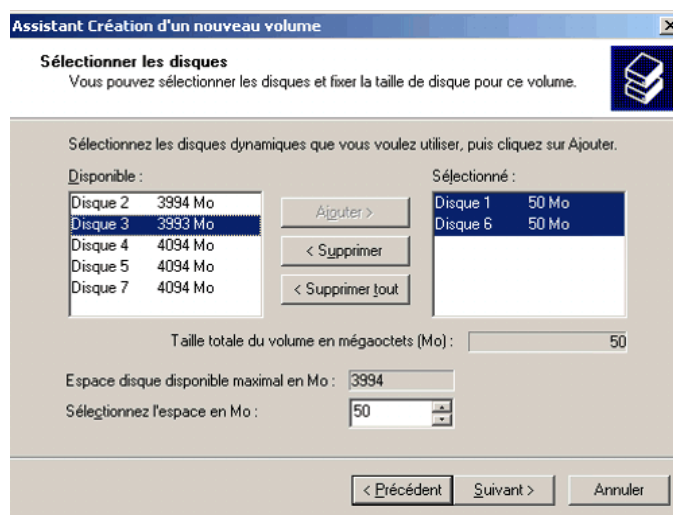 Assistant Création d'un nouveau volume
Sélectionner les disques
Vous pouvez sélectionner les disques et fixer la taille de disque pour ce volume.
Sélectionnez les disques dynamiques que vous voulez utiliser, puis cliquez sur Ajouter.
Disponible :
Disque 2 3994 Mo
Disque 3 3993 Mo
Disque 4 4094 Mo
Disque 5 4094 Mo
Disque 7 4094 Mo
Ajouter >
< Supprimer
< Supprimer tout
Sélectionné :
Disque 1 50 Mo
Disque 6 50 Mo
Taille totale du volume en mégaoctets (Mo) : 50
Espace disque disponible maximal en Mo : 3994
Sélectionnez l'espace en Mo : 50
< Précédent Suivant > Annuler